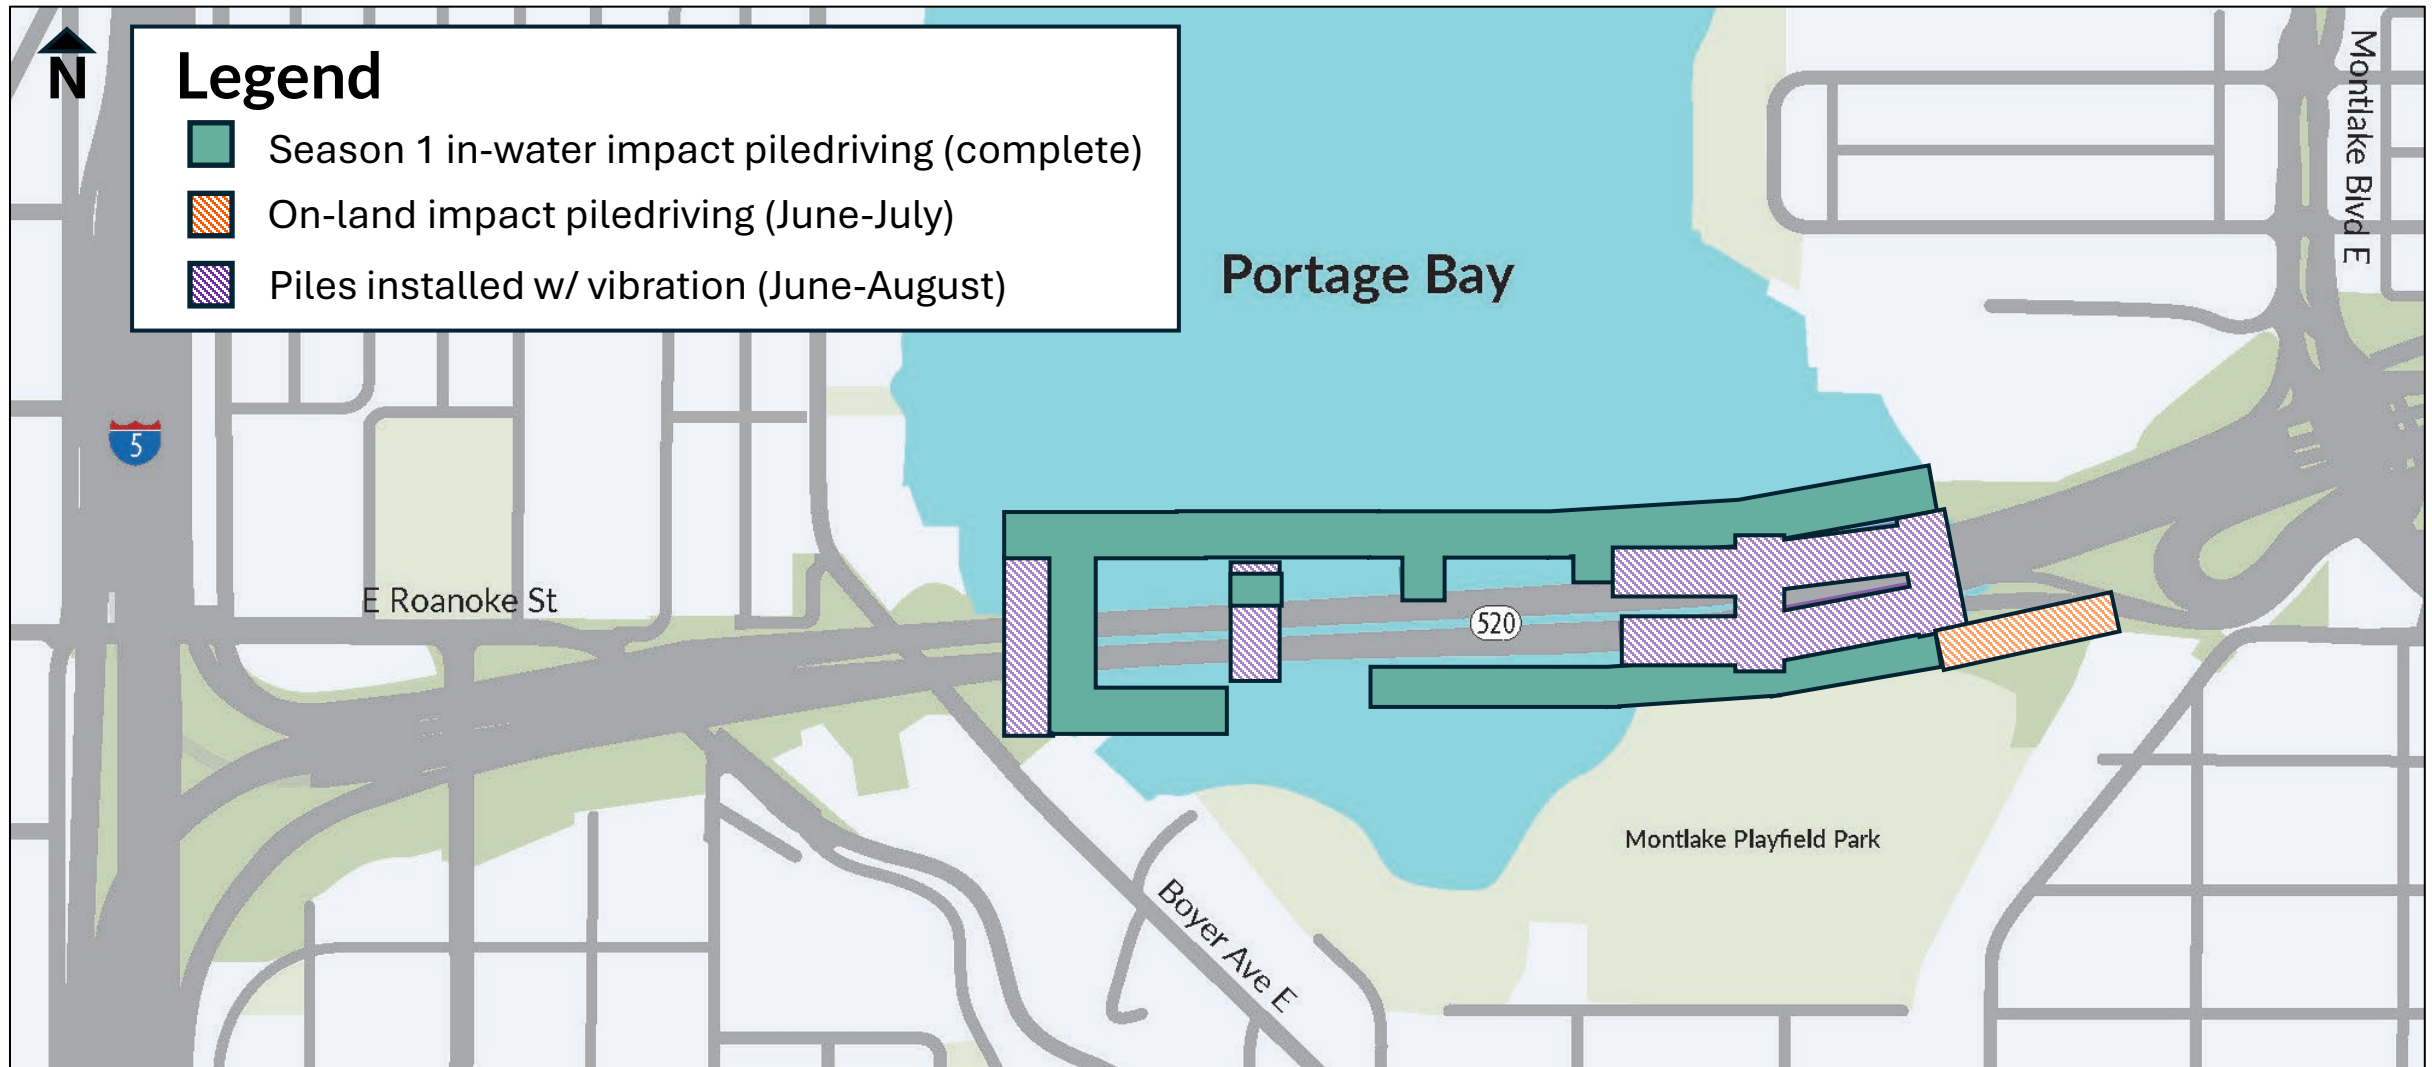 N
Legend
Season 1 in-water impact piledriving (complete)
On-land impact piledriving (June-July)
Piles installed w/ vibration (June-August)
Montlake Blvd E
Portage Bay
5
E Roanoke St
520
Montlake Playfield Park
Boyer Ave E